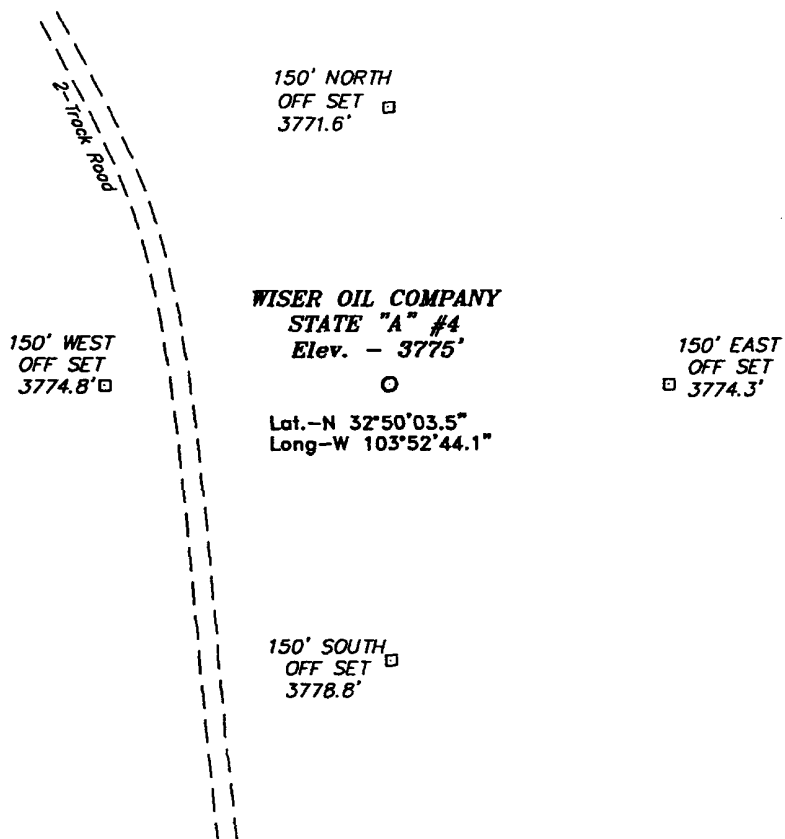 150' NORTH
OFF SET
3771.6'
2-Track Road
WISER OIL COMPANY
STATE "A" #4
Elev. - 3775'
150' WEST
OFF SET
3774.8'
150' EAST
OFF SET
3774.3'
Lat.-N 32°50'03.5"
Long-W 103°52'44.1"
150' SOUTH
OFF SET
3778.8'